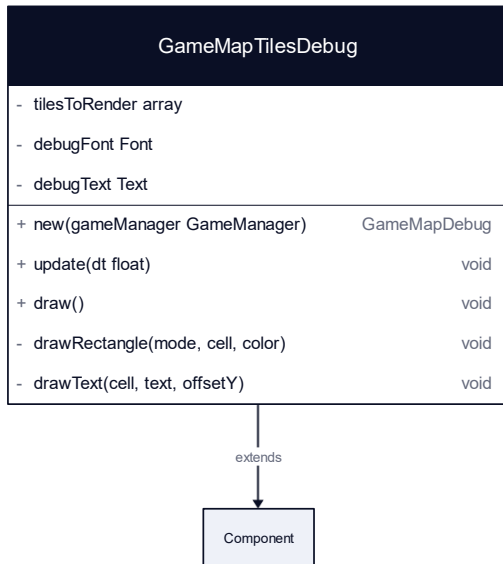 GameMapTilesDebug
- tilesToRender array
- debugFont Font
- debugText Text
+ new(gameManager GameManager) GameMapDebug
+ update(dt float) void
+ draw() void
- drawRectangle(mode, cell, color) void
- drawText(cell, text, offsetY) void
extends
Component